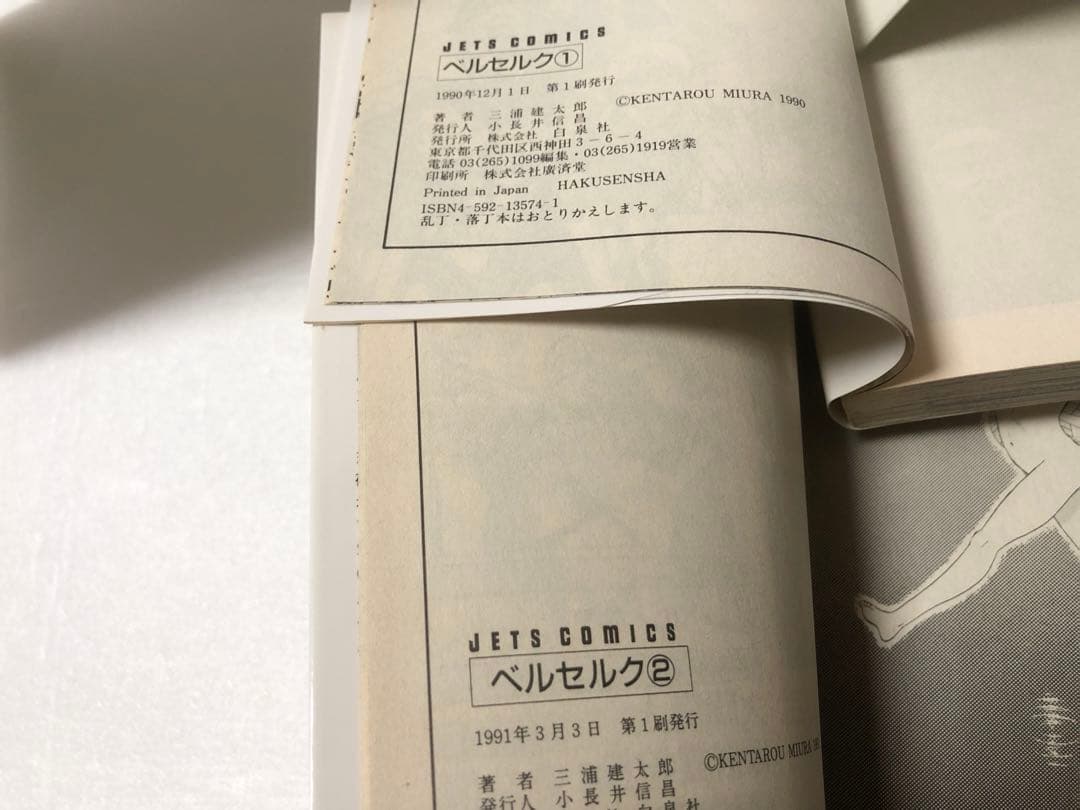 JETS COMICS
ベルセルク①
1990年12月1日 第1刷発行
©KENTAROU MIURA 1990
著者 三浦建太郎
発行人 小長井信昌
発行所 株式会社 白泉社
東京都千代田区西神田3-6-4
電話 03(265)1099編集・03(265)1919営業
印刷所 株式会社廣済堂
Printed in Japan HAKUSENSHA
ISBN4-592-13574-1
乱丁・落丁本はおとりかえします。
JETS COMICS
ベルセルク②
1991年3月3日 第1刷発行
©KENTAROU MIURA
著者 三浦建太郎
発行人 小長井信昌
白泉社